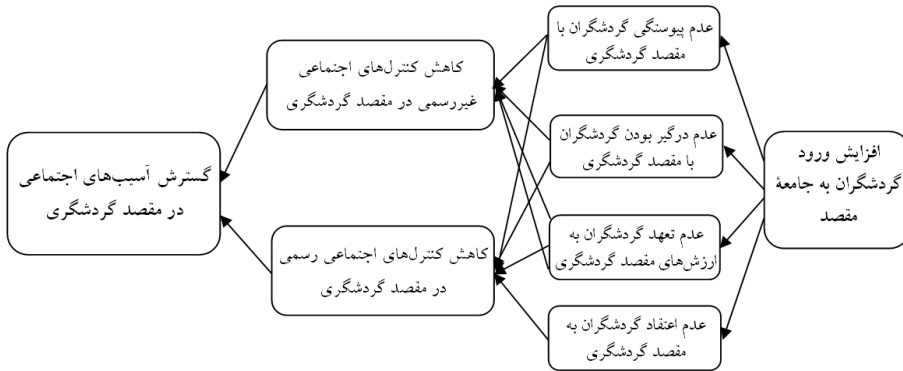 افزایش ورود
گردشگران به جامعهٔ
مقصد
عدم پیوستگی گردشگران با
مقصد گردشگری
عدم درگیر بودن گردشگران
با مقصد گردشگری
عدم تعهد گردشگران به
ارزش‌های مقصد گردشگری
عدم اعتقاد گردشگران به
مقصد گردشگری
کاهش کنترل‌های اجتماعی
غیررسمی در مقصد گردشگری
کاهش کنترل‌های اجتماعی رسمی
در مقصد گردشگری
گسترش آسیب‌های اجتماعی
در مقصد گردشگری